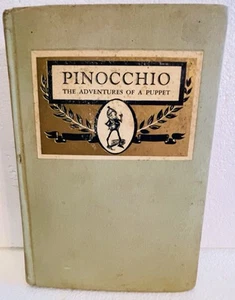 PINOCCHIO
THE ADVENTURES OF A PUPPET